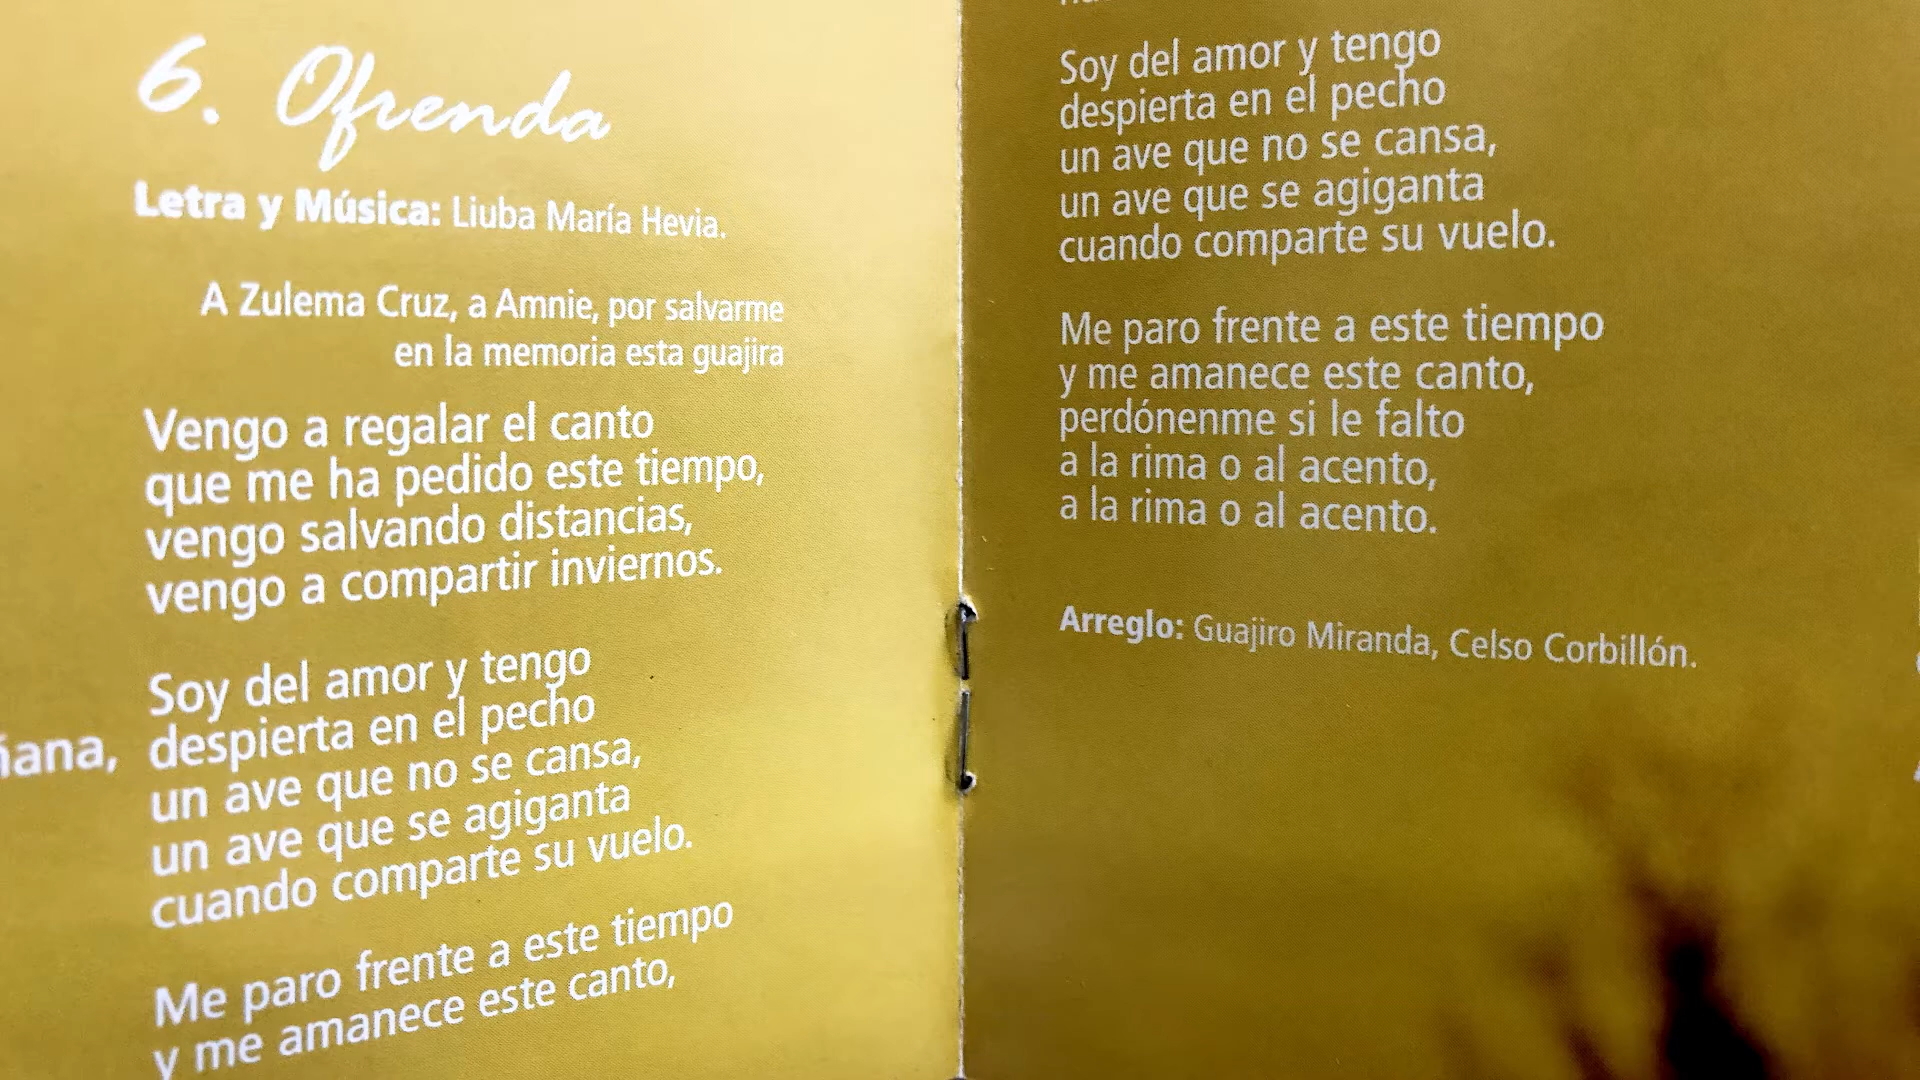 6. Ofrenda
Letra y Música: Liuba María Hevia.
A Zulema Cruz, a Amnie, por salvarme
en la memoria esta guajira
Vengo a regalar el canto
que me ha pedido este tiempo,
vengo salvando distancias,
vengo a compartir inviernos.
Soy del amor y tengo
despierta en el pecho
un ave que no se cansa,
un ave que se agiganta
cuando comparte su vuelo.
Me paro frente a este tiempo
y me amanece este canto,
Soy del amor y tengo
despierta en el pecho
un ave que no se cansa,
un ave que se agiganta
cuando comparte su vuelo.
Me paro frente a este tiempo
y me amanece este canto,
perdónenme si le falto
a la rima o al acento,
a la rima o al acento.
Arreglo: Guajiro Miranda, Celso Corbillón.